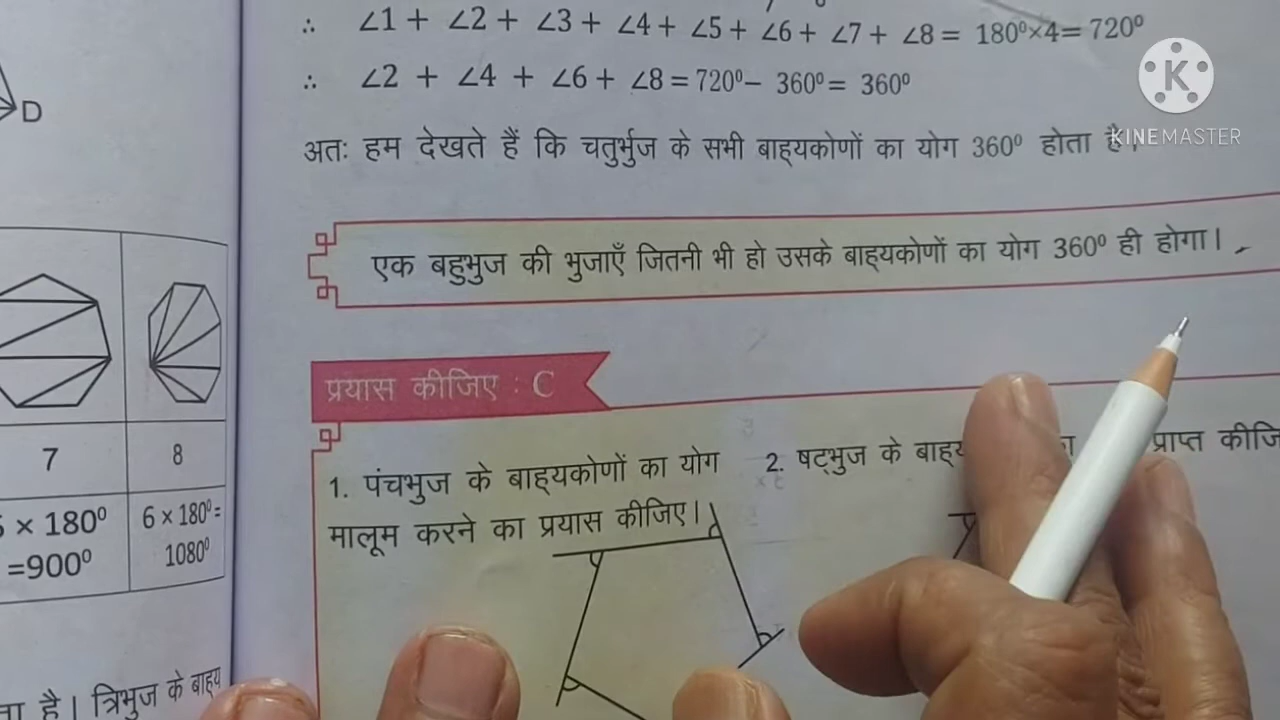 ∴ ∠1 + ∠2 + ∠3 + ∠4 + ∠5 + ∠6 + ∠7 + ∠8 = 180⁰×4= 720⁰
∴ ∠2 + ∠4 + ∠6 + ∠8 = 720⁰– 360⁰= 360⁰
अतः हम देखते हैं कि चतुर्भुज के सभी बाह्यकोणों का योग 360⁰ होता है।
एक बहुभुज की भुजाएँ जितनी भी हो उसके बाह्यकोणों का योग 360⁰ ही होगा।
प्रयास कीजिए : C
1. पंचभुज के बाह्यकोणों का योग
मालूम करने का प्रयास कीजिए।
2. षट्भुज के प्राप्त
D
7
8
× 180⁰
=900⁰
6 × 180⁰=
1080⁰
है। त्रिभुज के बाह्य
K
KINEMASTER